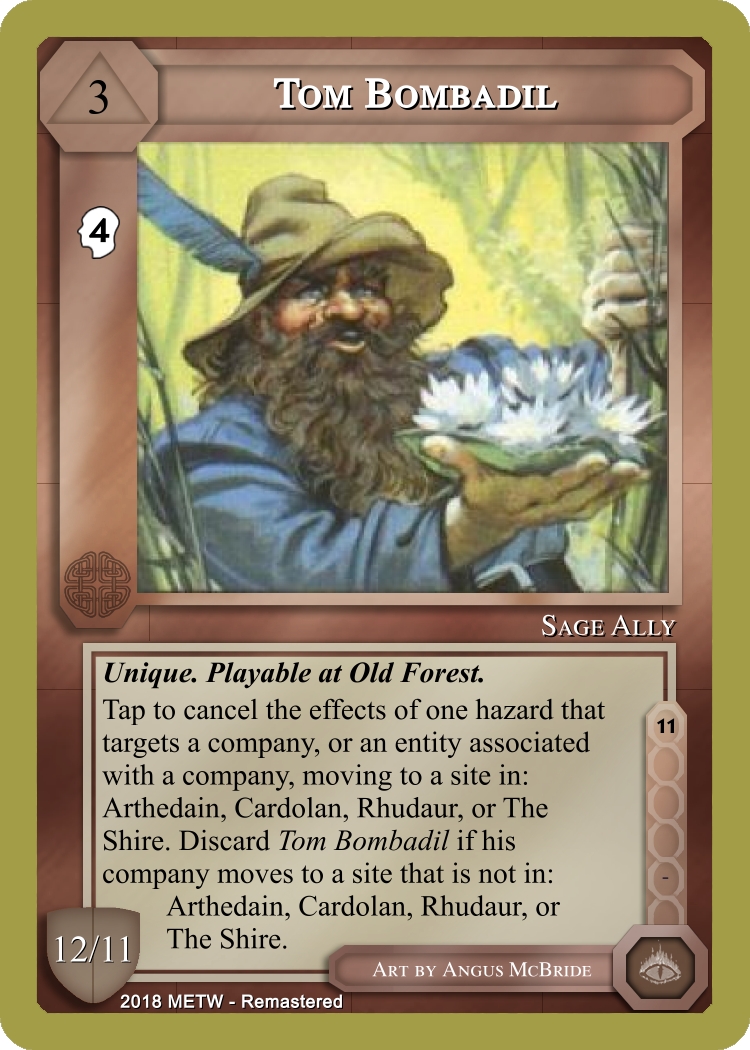 3
TOM BOMBADIL
4
SAGE ALLY
Unique. Playable at Old Forest.
Tap to cancel the effects of one hazard that
targets a company, or an entity associated
with a company, moving to a site in:
Arthedain, Cardolan, Rhudaur, or The
Shire. Discard Tom Bombadil if his
company moves to a site that is not in:
Arthedain, Cardolan, Rhudaur, or
The Shire.
11
-
12/11
ART BY ANGUS MCBRIDE
2018 METW - Remastered